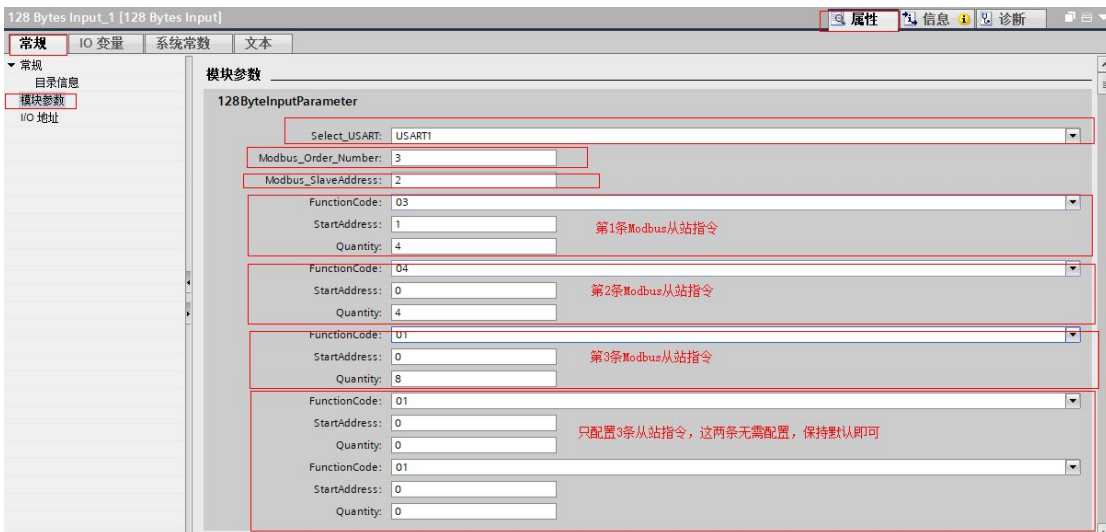 128 Bytes Input_1 [128 Bytes Input]
属性 信息 诊断
常规 IO 变量 系统常数 文本
常规
目录信息
模块参数
I/O 地址
模块参数
128ByteInputParameter
Select_USART: USART1
Modbus_Order_Number: 3
Modbus_SlaveAddress: 2
FunctionCode: 03
StartAddress: 1
第1条Modbus从站指令
Quantity: 4
FunctionCode: 04
StartAddress: 0
第2条Modbus从站指令
Quantity: 4
FunctionCode: 01
StartAddress: 0
第3条Modbus从站指令
Quantity: 8
FunctionCode: 01
StartAddress: 0
只配置3条从站指令，这两条无需配置，保持默认即可
Quantity: 0
FunctionCode: 01
StartAddress: 0
Quantity: 0